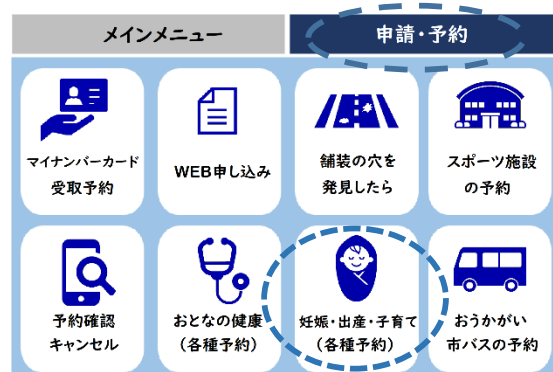 メインメニュー
申請・予約
マイナンバーカード
受取予約
WEB申し込み
舗装の穴を
発見したら
スポーツ施設
の予約
予約確認
キャンセル
おとなの健康
（各種予約）
妊娠・出産・子育て
（各種予約）
おうかがい
市バスの予約